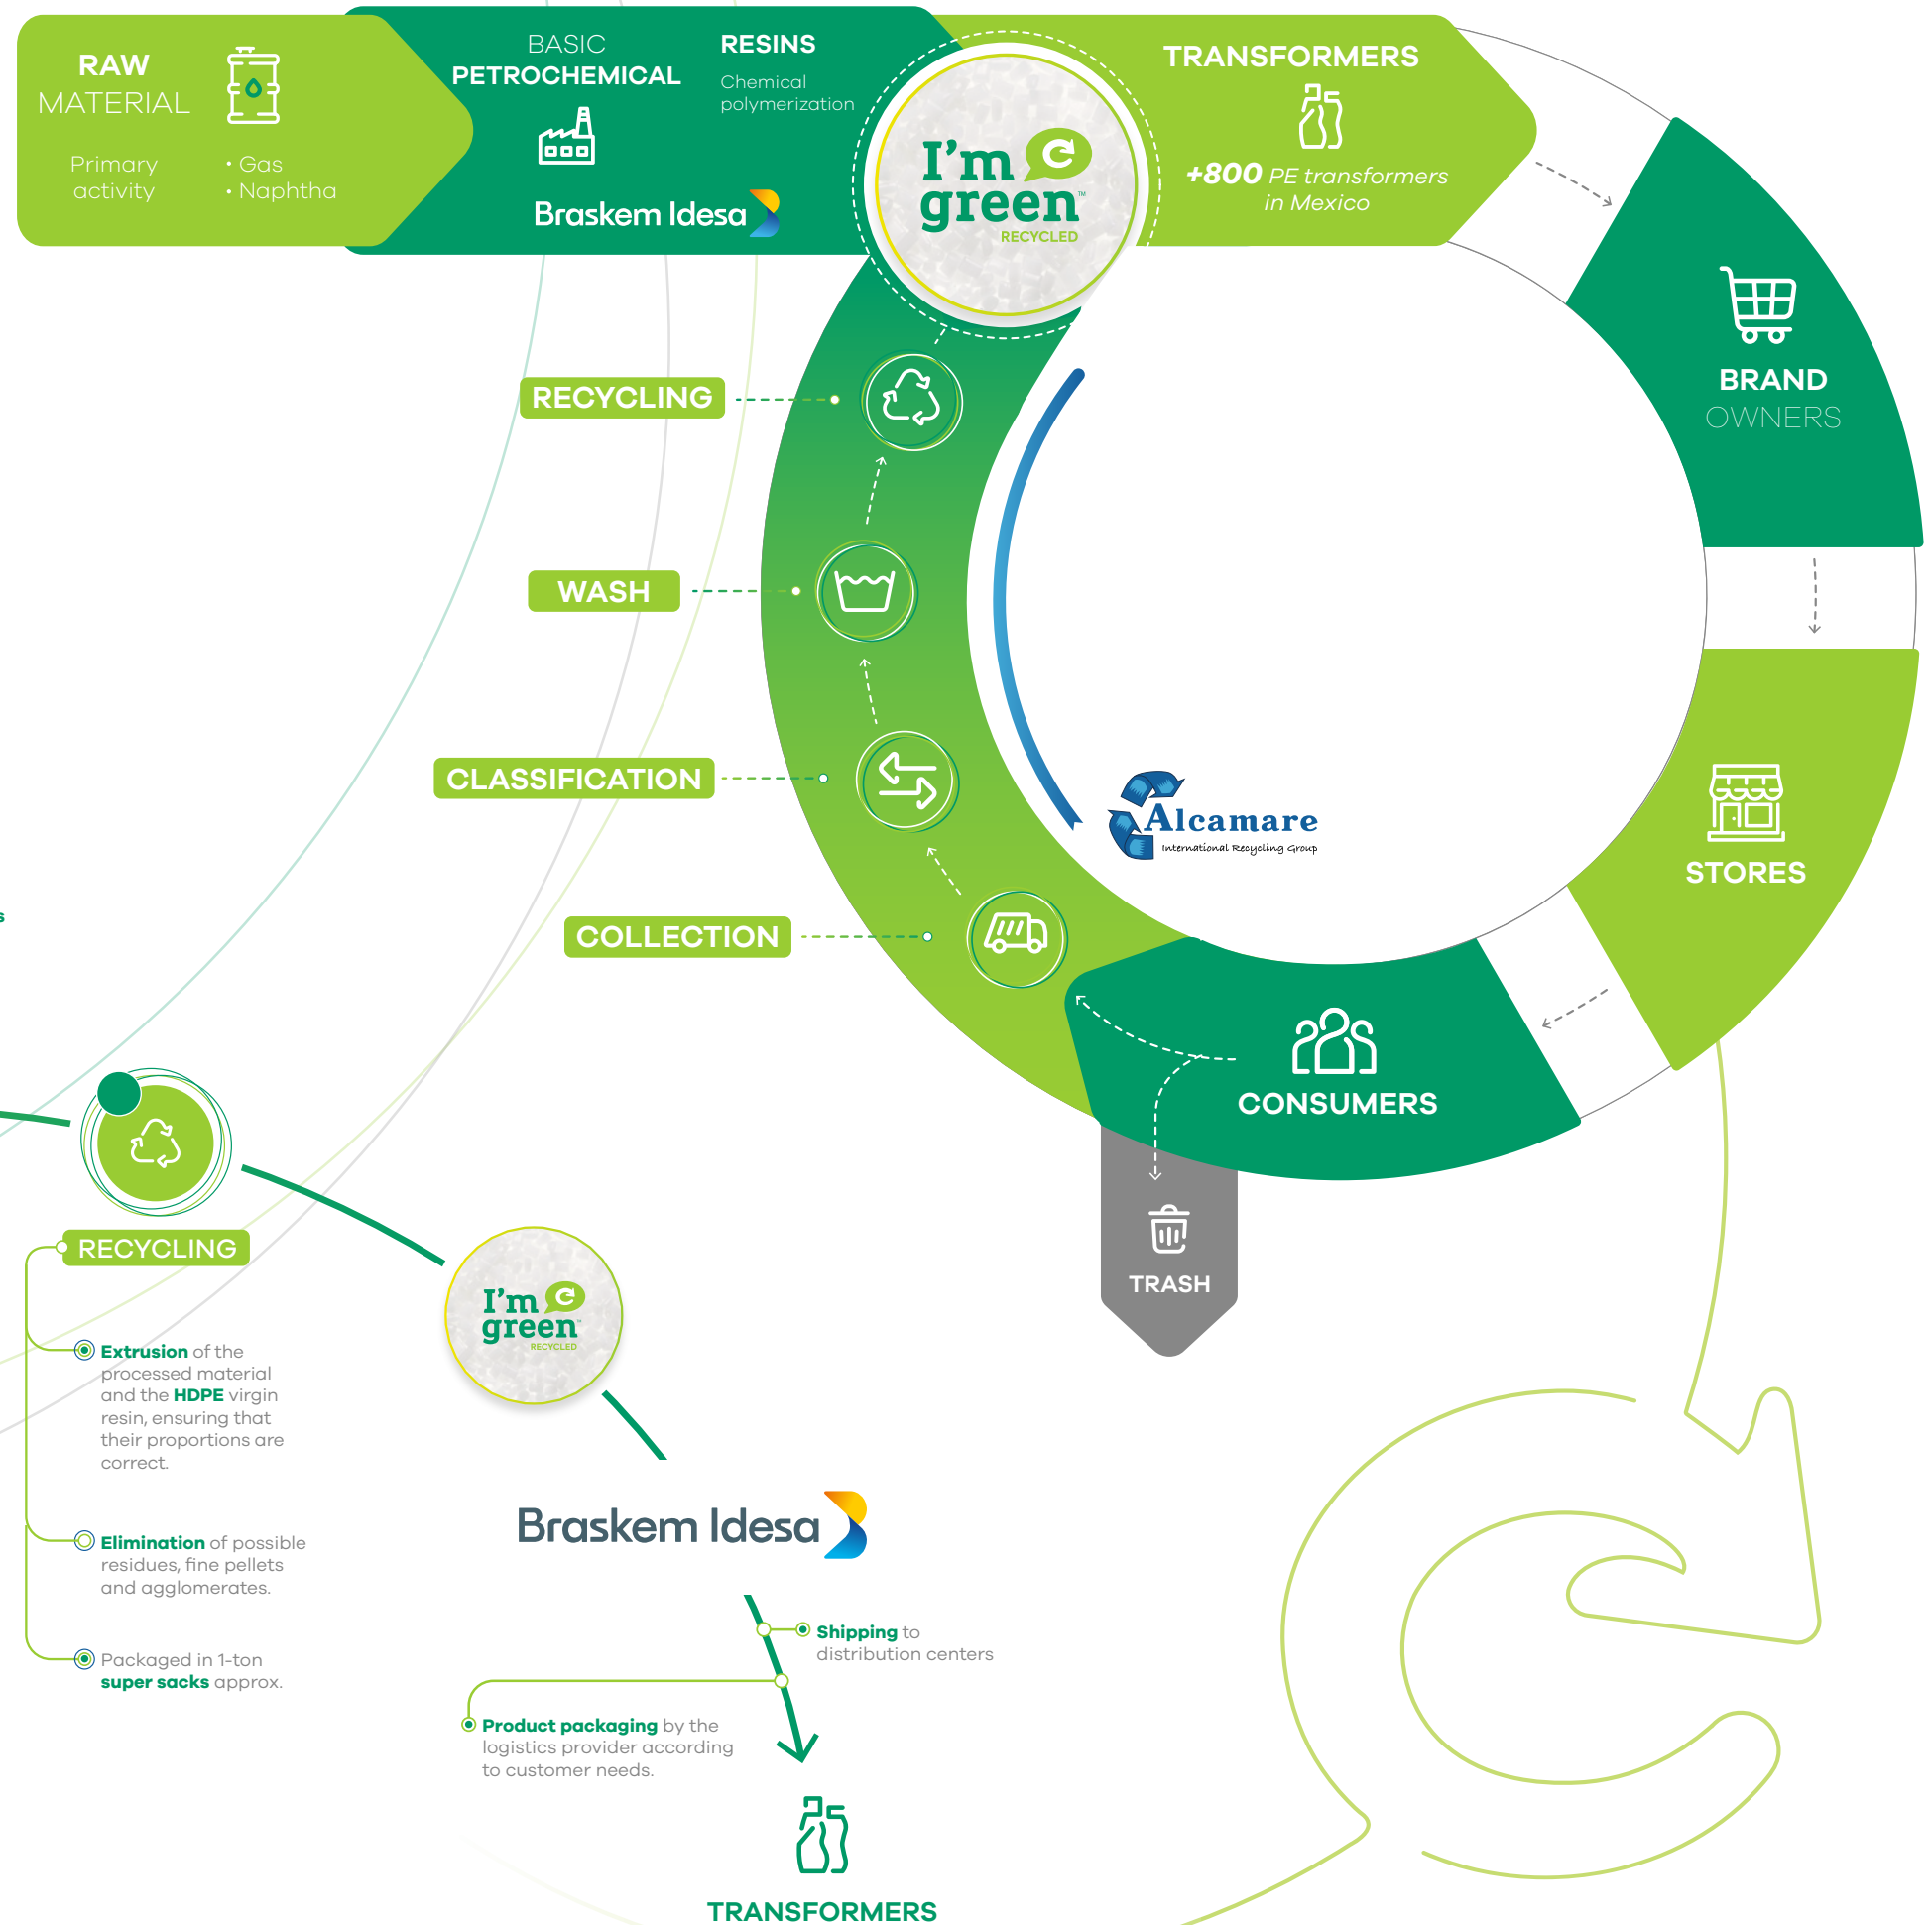 RAW
MATERIAL
Primary
activity
• Gas
• Naphtha
BASIC
PETROCHEMICAL
Braskem Idesa
RESINS
Chemical
polymerization
I'm
green™
RECYCLED
TRANSFORMERS
+800 PE transformers
in Mexico
BRAND
OWNERS
STORES
CONSUMERS
TRASH
RECYCLING
WASH
CLASSIFICATION
COLLECTION
Alcamare
International Recycling Group
s
RECYCLING
Extrusion of the
processed material
and the HDPE virgin
resin, ensuring that
their proportions are
correct.
Elimination of possible
residues, fine pellets
and agglomerates.
Packaged in 1-ton
super sacks approx.
I'm
green™
RECYCLED
Braskem Idesa
Shipping to
distribution centers
Product packaging by the
logistics provider according
to customer needs.
TRANSFORMERS